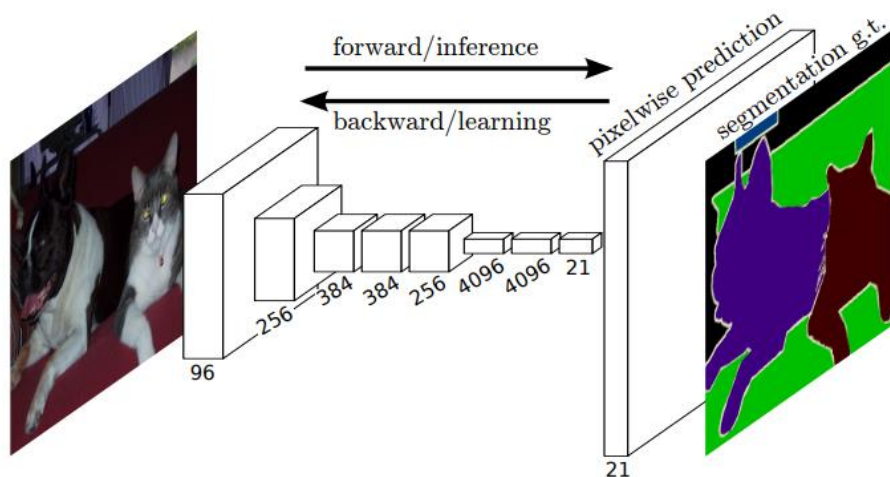 forward/inference
backward/learning
pixelwise prediction
segmentation g.t.
96
256
384
384
256
4096
4096
21
21